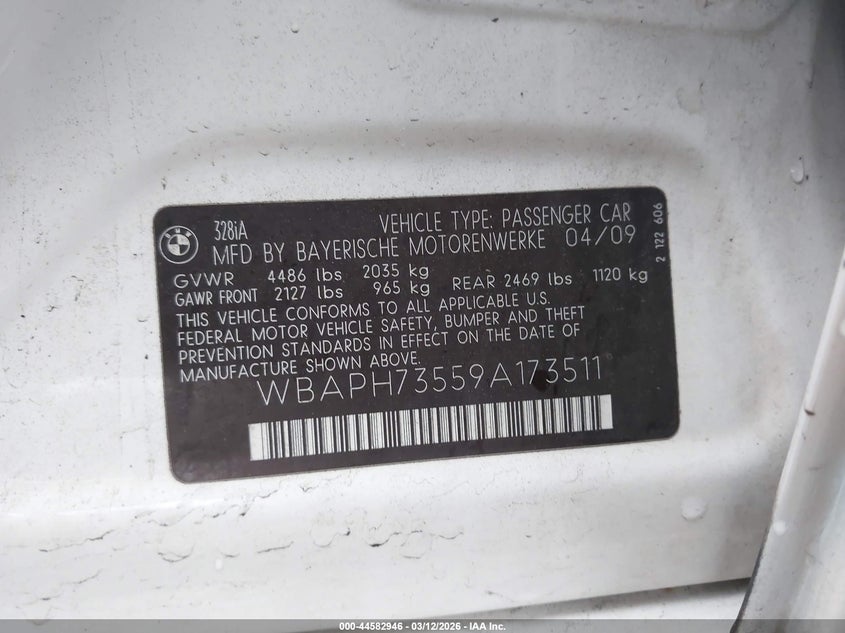 BMW
328iA
VEHICLE TYPE: PASSENGER CAR
MFD BY BAYERISCHE MOTORENWERKE 04/09
GVWR 4486 lbs 2035 kg
GAWR FRONT 2127 lbs 965 kg REAR 2469 lbs 1120 kg
THIS VEHICLE CONFORMS TO ALL APPLICABLE U.S.
FEDERAL MOTOR VEHICLE SAFETY, BUMPER AND THEFT
PREVENTION STANDARDS IN EFFECT ON THE DATE OF
MANUFACTURE SHOWN ABOVE.
WBAPH73559A173511
2 122 606
000-44582946 - 03/12/2026 - IAA Inc.